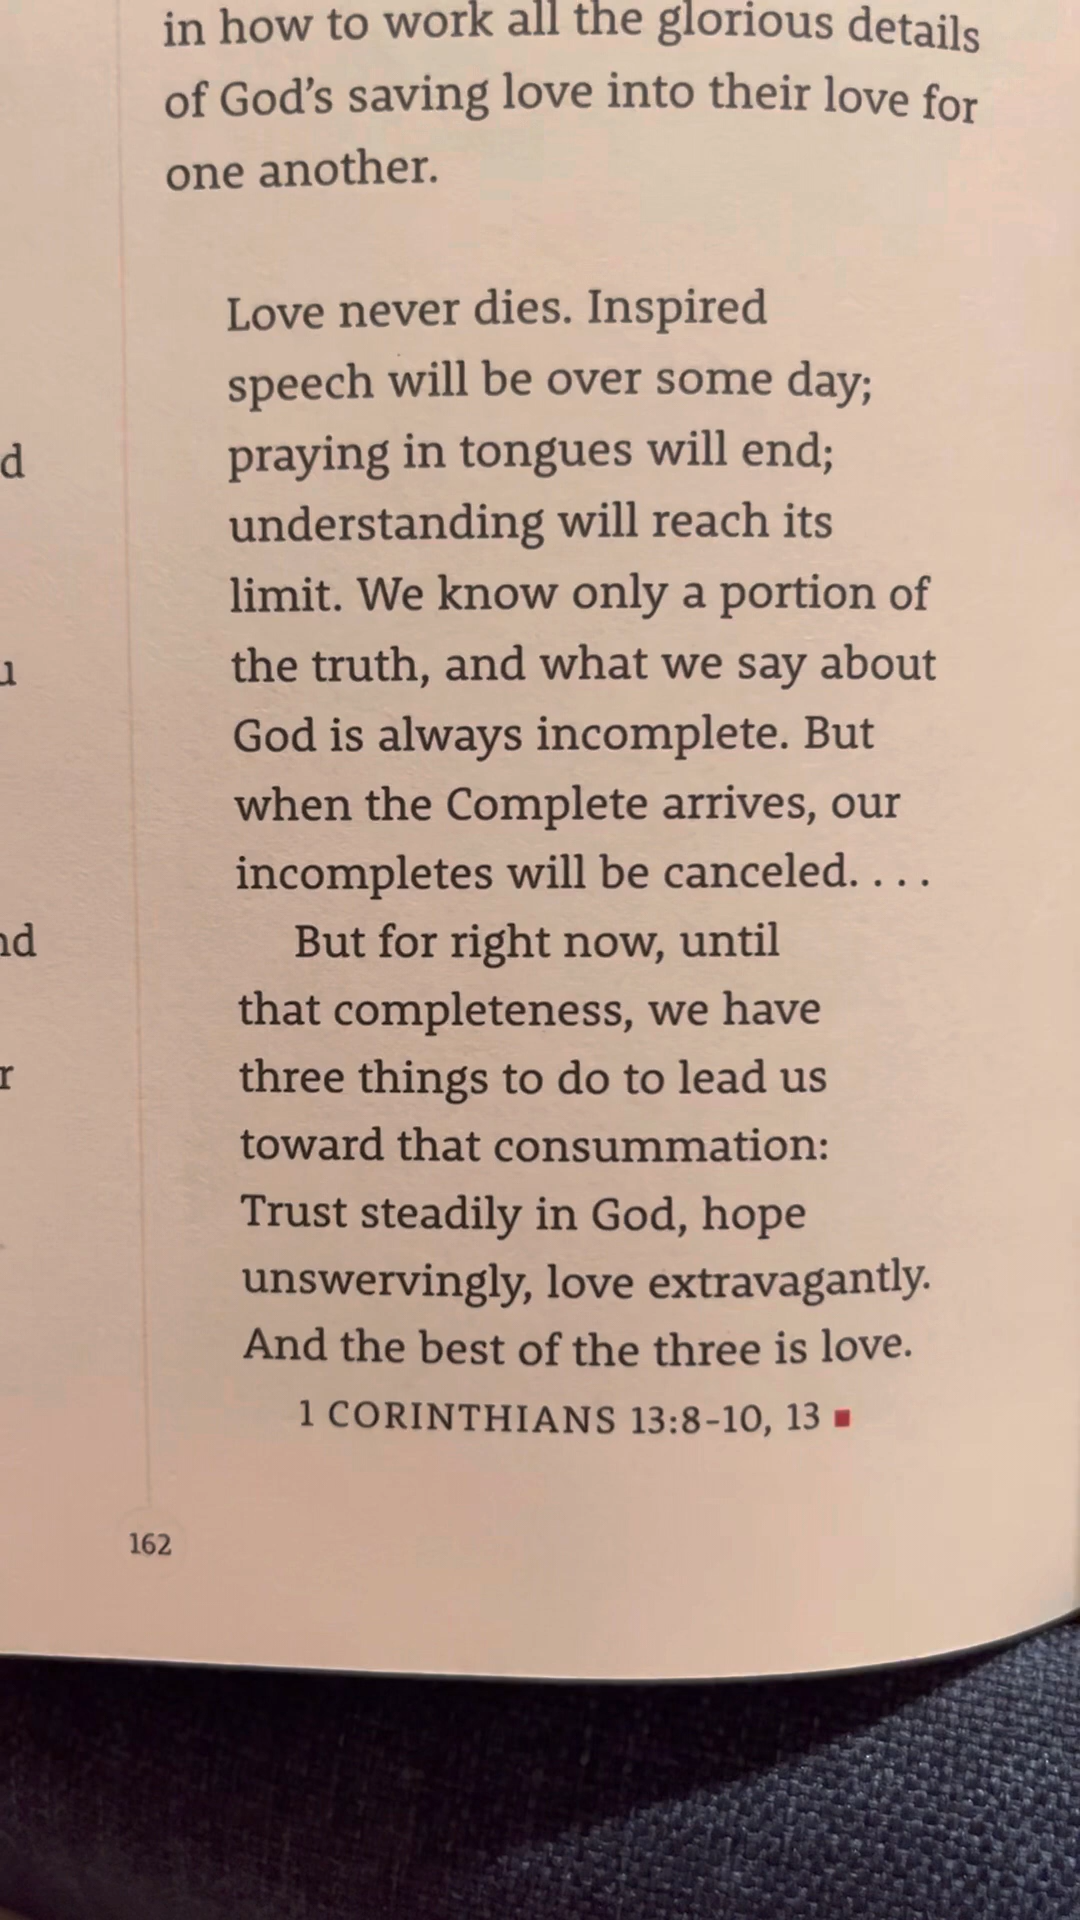 in how to work all the glorious details
of God's saving love into their love for
one another.
Love never dies. Inspired
speech will be over some day;
praying in tongues will end;
understanding will reach its
limit. We know only a portion of
the truth, and what we say about
God is always incomplete. But
when the Complete arrives, our
incompletes will be canceled. . . .
But for right now, until
that completeness, we have
three things to do to lead us
toward that consummation:
Trust steadily in God, hope
unswervingly, love extravagantly.
And the best of the three is love.
1 CORINTHIANS 13:8-10, 13
162